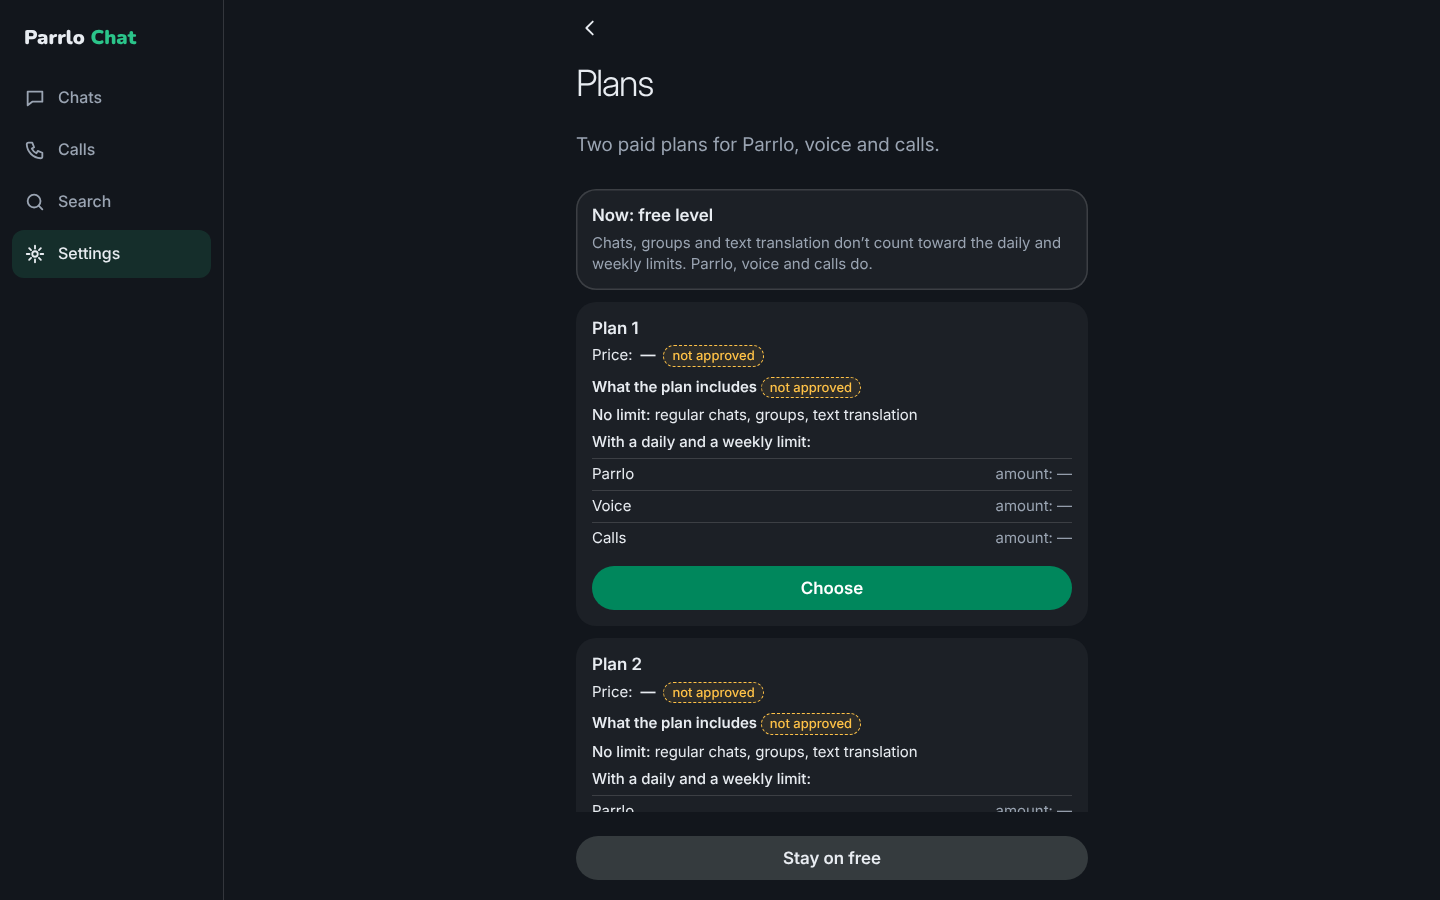 Parrlo Chat
Chats
Calls
Search
Settings
Plans
Two paid plans for Parrlo, voice and calls.
Now: free level
Chats, groups and text translation don’t count toward the daily and
weekly limits. Parrlo, voice and calls do.
Plan 1
Price: — not approved
What the plan includes not approved
No limit: regular chats, groups, text translation
With a daily and a weekly limit:
Parrlo amount: —
Voice amount: —
Calls amount: —
Choose
Plan 2
Price: — not approved
What the plan includes not approved
No limit: regular chats, groups, text translation
With a daily and a weekly limit:
Parrlo amount: —
Stay on free